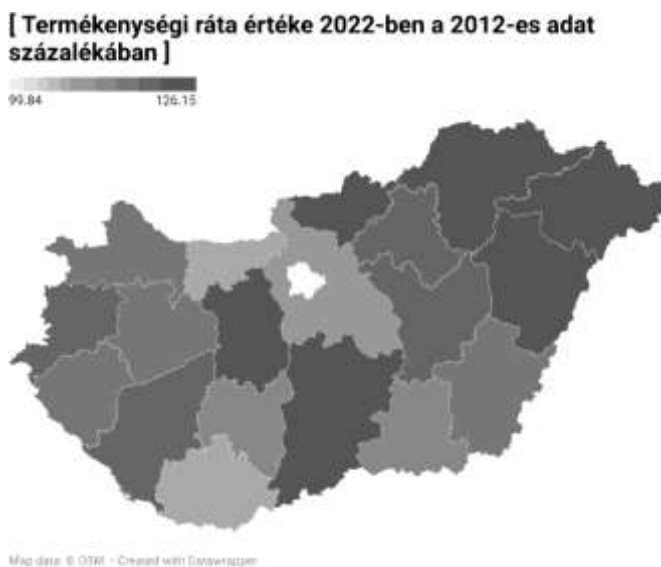 [ Termékenységi ráta értéke 2022-ben a 2012-es adat
százalékában ]
99.84 126.15
Map data: © OSM • Created with Datawrapper